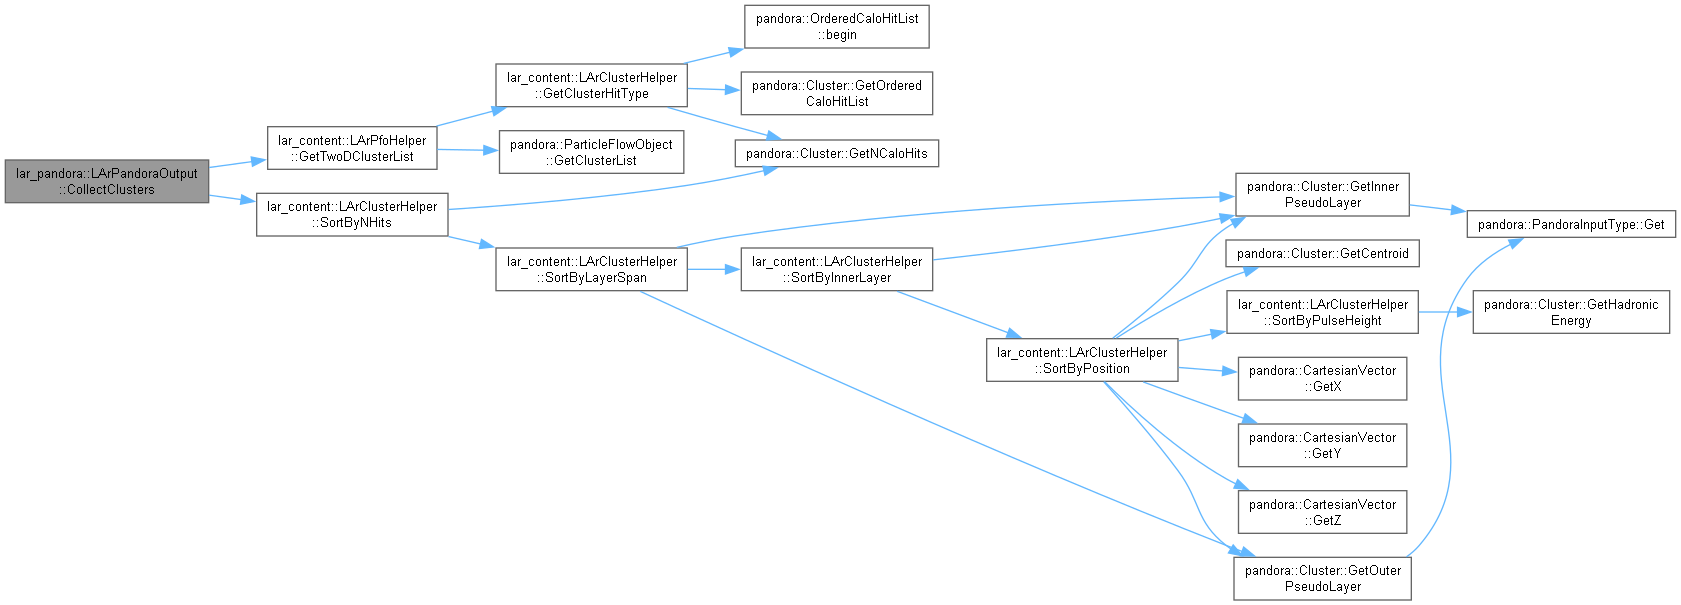 lar_pandora::LArPandoraOutput
::CollectClusters
lar_content::LArPfoHelper
::GetTwoDClusterList
lar_content::LArClusterHelper
::GetClusterHitType
pandora::OrderedCaloHitList
::begin
pandora::Cluster::GetOrdered
CaloHitList
pandora::Cluster::GetNCaloHits
pandora::ParticleFlowObject
::GetClusterList
lar_content::LArClusterHelper
::SortByNHits
lar_content::LArClusterHelper
::SortByLayerSpan
lar_content::LArClusterHelper
::SortByInnerLayer
lar_content::LArClusterHelper
::SortByPosition
pandora::Cluster::GetInner
PseudoLayer
pandora::PandoraInputType::Get
pandora::Cluster::GetCentroid
lar_content::LArClusterHelper
::SortByPulseHeight
pandora::Cluster::GetHadronic
Energy
pandora::CartesianVector
::GetX
pandora::CartesianVector
::GetY
pandora::CartesianVector
::GetZ
pandora::Cluster::GetOuter
PseudoLayer